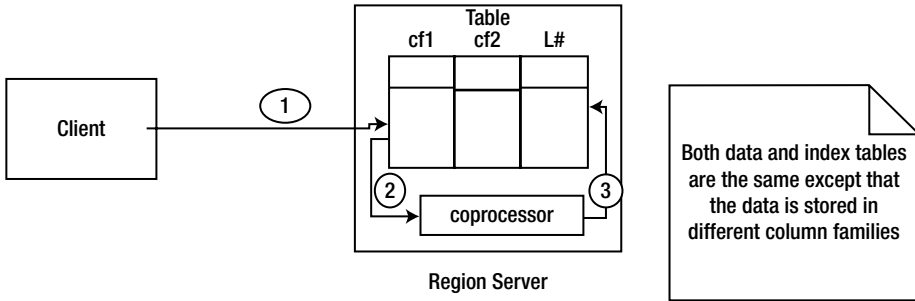 Table
cf1 cf2 L#
Client
1
2
3
coprocessor
Region Server
Both data and index tables
are the same except that
the data is stored in
different column families